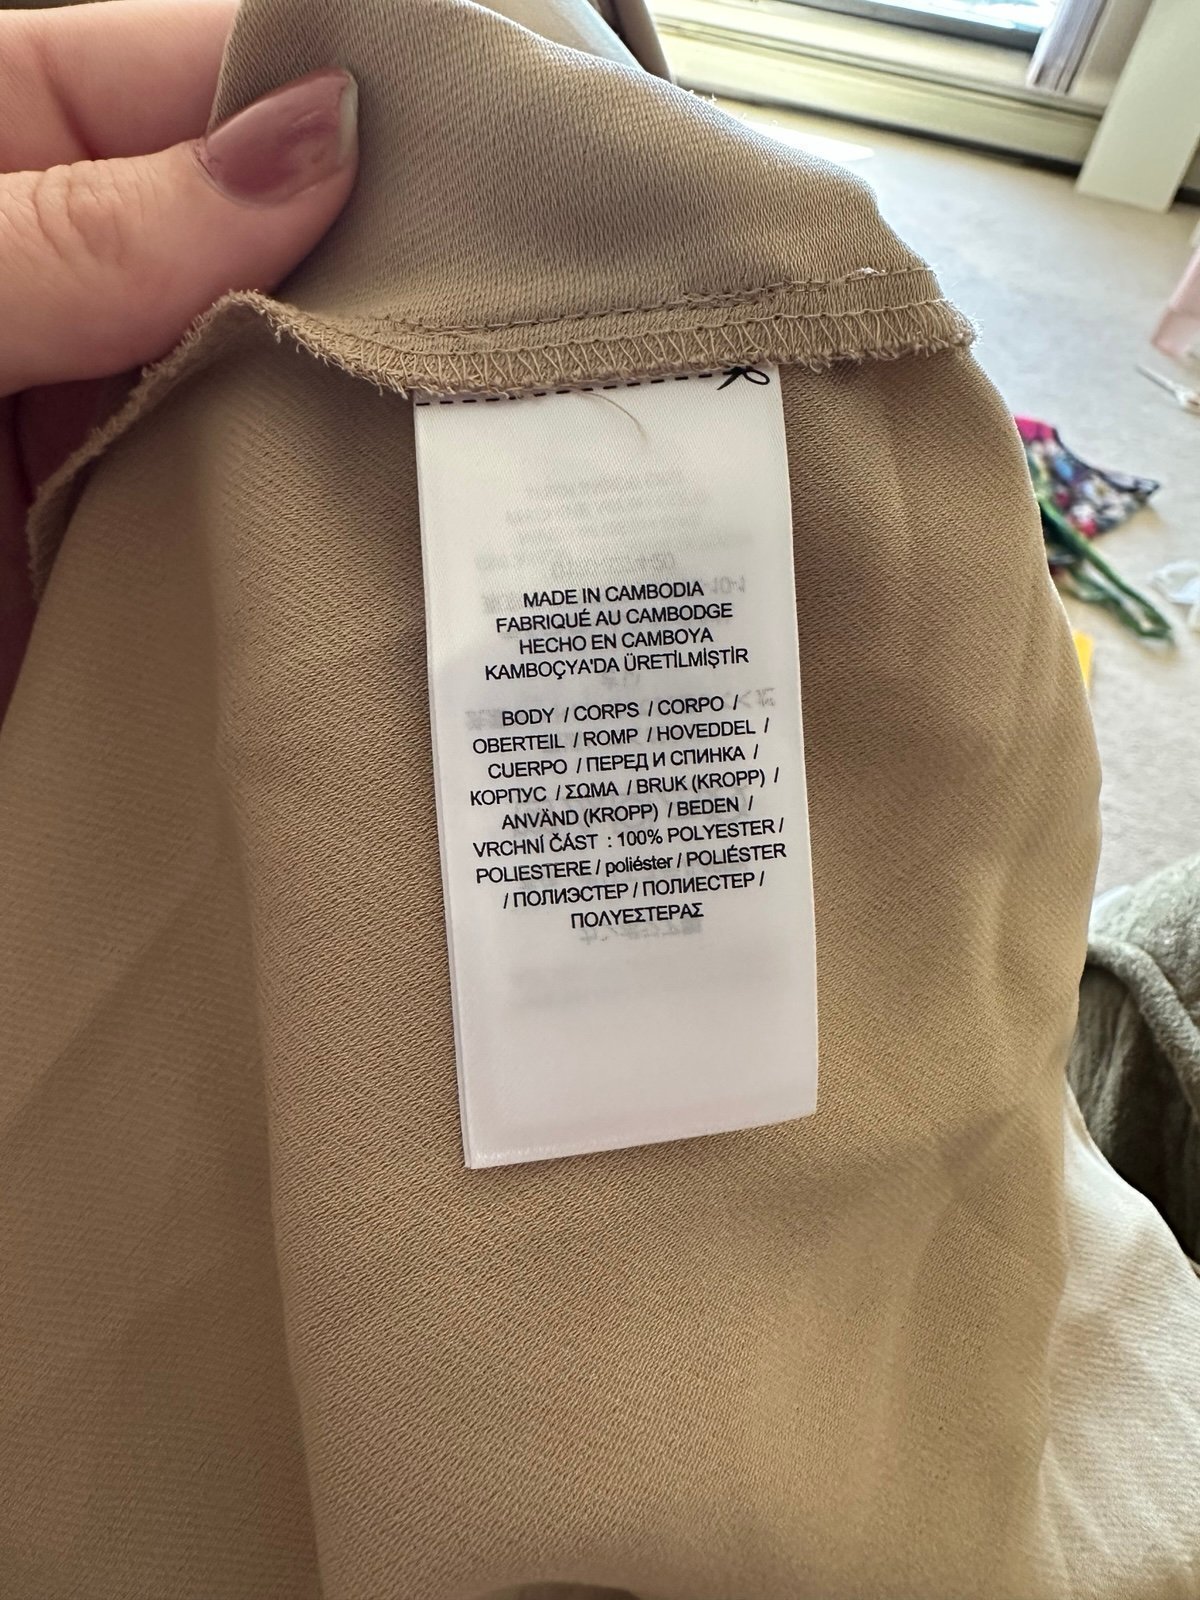 MADE IN CAMBODIA
FABRIQUÉ AU CAMBODGE
HECHO EN CAMBOYA
KAMBOÇYA'DA ÜRETİLMİŞTİR
BODY / CORPS / CORPO /
OBERTEIL / ROMP / HOVEDDEL /
CUERPO / ПЕРЕД И СПИНКА /
КОРПУС / ΣΩΜΑ / BRUK (KROPP) /
ANVÄND (KROPP) / BEDEN /
VRCHNÍ ČÁST : 100% POLYESTER /
POLIESTERE / poliéster / POLIÉSTER
/ ПОЛИЭСТЕР / ПОЛИЕСТЕР /
ΠΟΛΥΕΣΤΕΡΑΣ